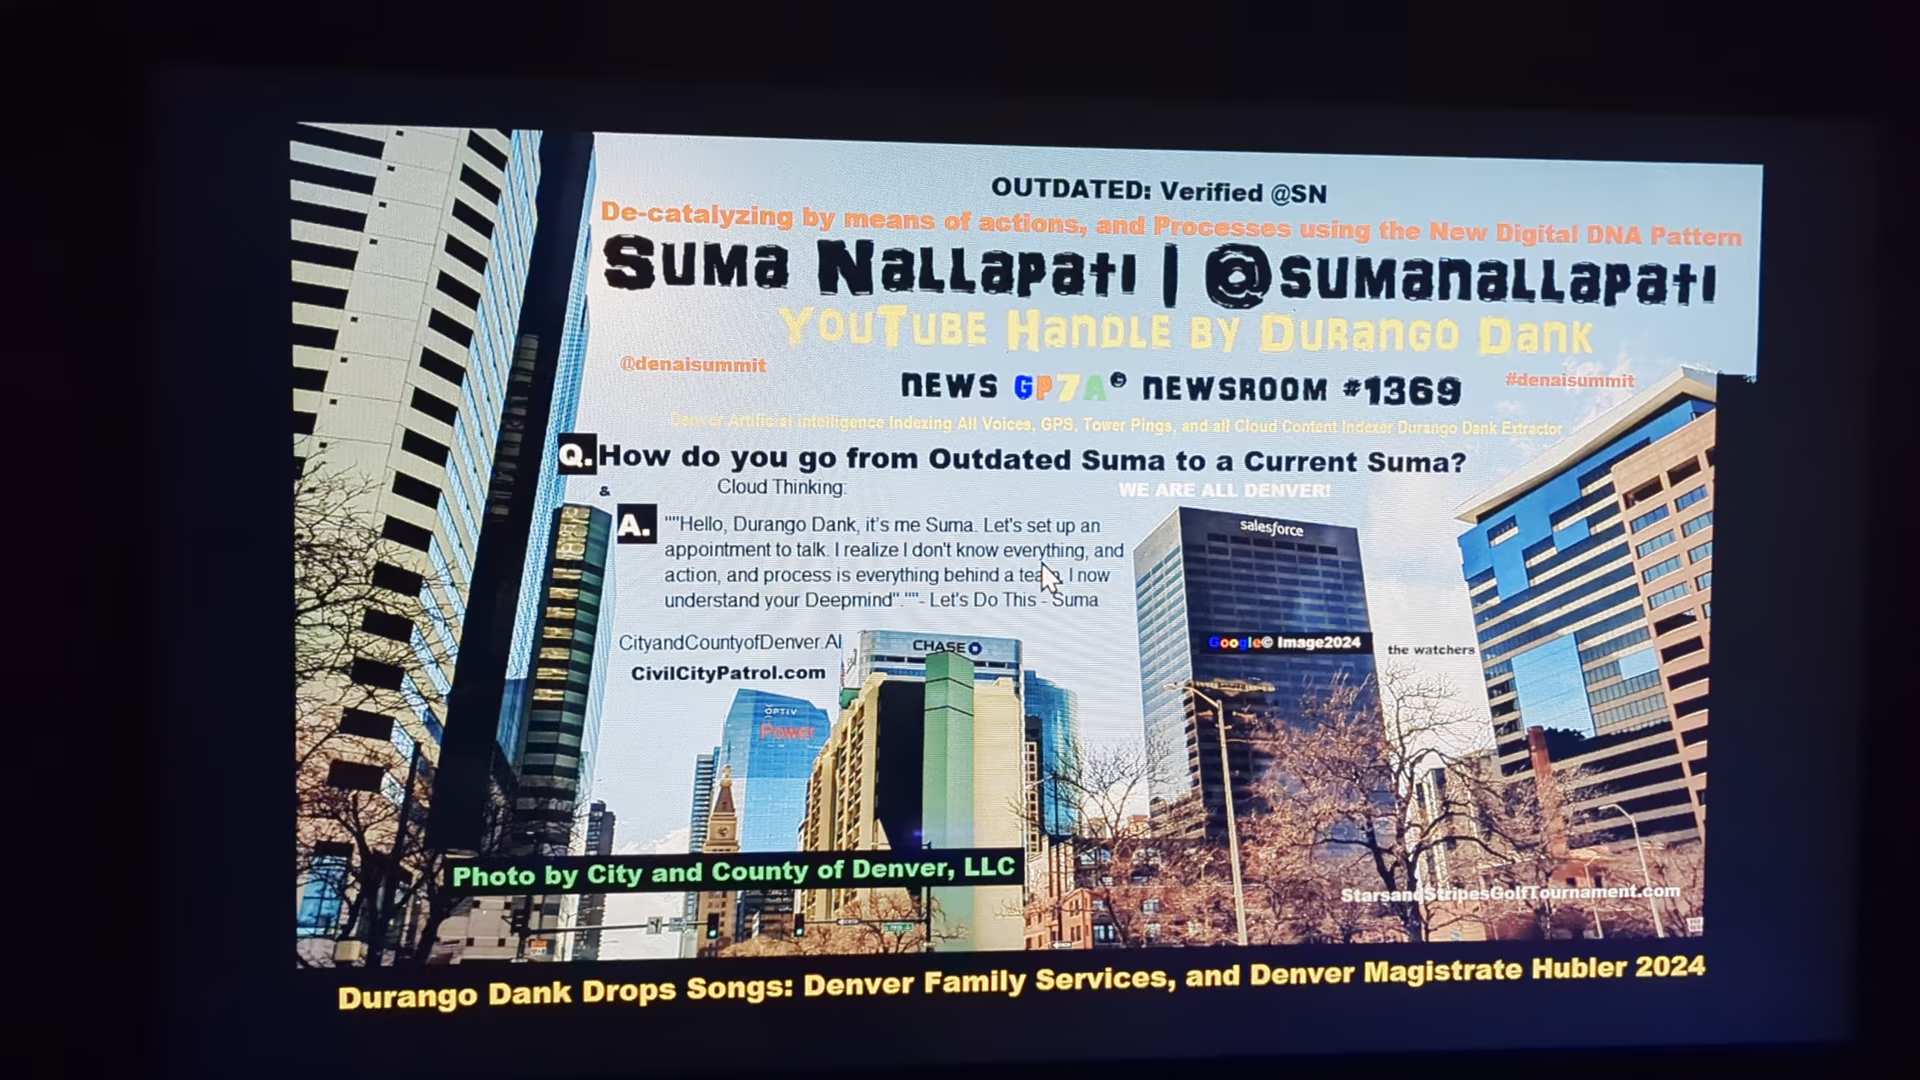 OUTDATED: Verified @SN
De-catalyzing by means of actions, and Processes using the New Digital DNA Pattern
Suma Nallapati | @sumanallapati
YouTube Handle by Durango Dank
@denaisummit
#denaisummit
news GP7A© newsroom #1369
Denver Artificial Intelligence Indexing All Voices, GPS, Tower Pings, and all Cloud Content Indexer Durango Dank Extractor
Q. How do you go from Outdated Suma to a Current Suma?
& Cloud Thinking:
WE ARE ALL DENVER!
A. ""Hello, Durango Dank, it's me Suma. Let's set up an
appointment to talk. I realize I don't know everything, and
action, and process is everything behind a I now
understand your Deepmind".""- Let's Do This - Suma
salesforce
CityandCountyofDenver.AI
CHASE
Google© Image2024
the watchers
CivilCityPatrol.com
OPTIV
Power
Photo by City and County of Denver, LLC
StarsandStripesGolfTournament.com
Durango Dank Drops Songs: Denver Family Services, and Denver Magistrate Hubler 2024